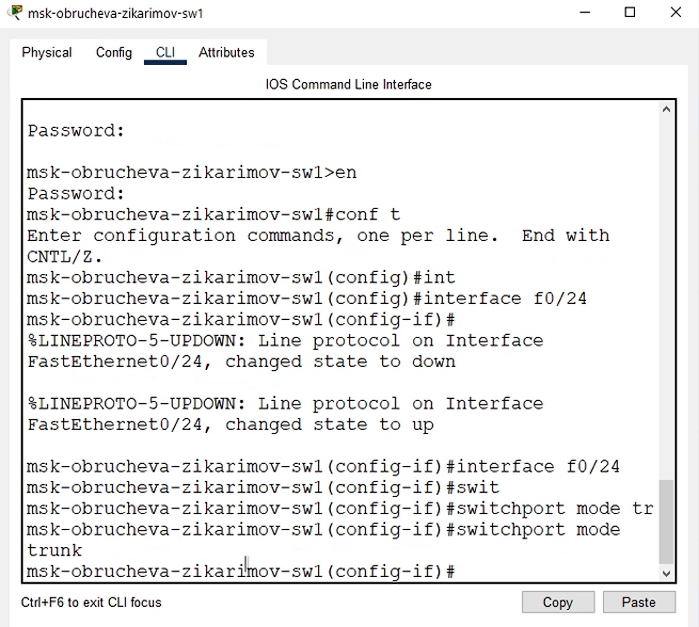 msk-obrucheva-zikarimov-sw1
Physical Config CLI Attributes
IOS Command Line Interface
Password:
msk-obrucheva-zikarimov-sw1>en
Password:
msk-obrucheva-zikarimov-sw1#conf t
Enter configuration commands, one per line.  End with
CNTL/Z.
msk-obrucheva-zikarimov-sw1(config)#int
msk-obrucheva-zikarimov-sw1(config)#interface f0/24
msk-obrucheva-zikarimov-sw1(config-if)#
%LINEPROTO-5-UPDOWN: Line protocol on Interface
FastEthernet0/24, changed state to down
%LINEPROTO-5-UPDOWN: Line protocol on Interface
FastEthernet0/24, changed state to up
msk-obrucheva-zikarimov-sw1(config-if)#interface f0/24
msk-obrucheva-zikarimov-sw1(config-if)#swit
msk-obrucheva-zikarimov-sw1(config-if)#switchport mode tr
msk-obrucheva-zikarimov-sw1(config-if)#switchport mode
trunk
msk-obrucheva-zikarimov-sw1(config-if)#
Ctrl+F6 to exit CLI focus
Copy Paste